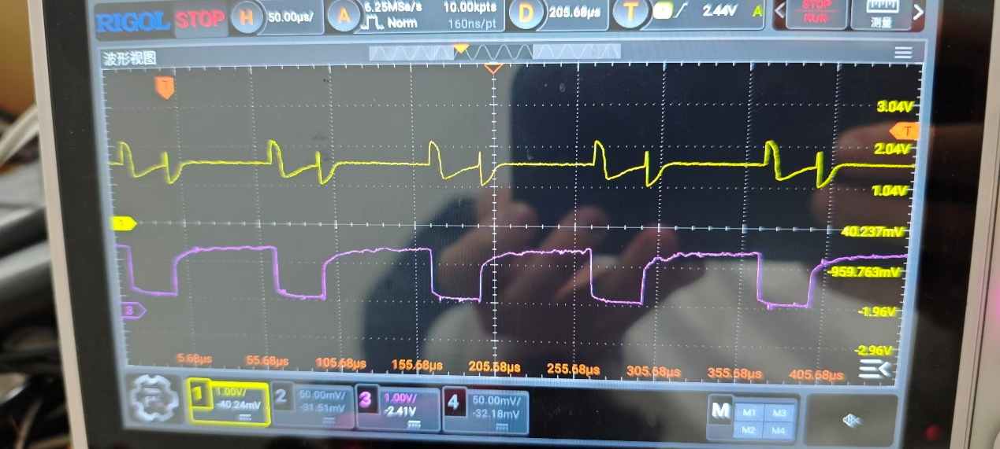 RIGOL STOP H 50.00μs/ A 6.25MSa/s 10.00kpts D 205.68μs T 2.44V A STOP
Norm 160ns/pt RUN 测量
波形视图
T
3.04V
T
2.04V
1.04V
1
40.237mV
-959.763mV
3
-1.96V
-2.96V
5.68μs 55.68μs 105.68μs 155.68μs 205.68μs 255.68μs 305.68μs 355.68μs 405.68μs
1 1.00V/ 2 50.00mV/ 3 1.00V/ 4 50.00mV/ M M1 M3
-40.24mV -31.51mV -2.41V -32.18mV M2 M4